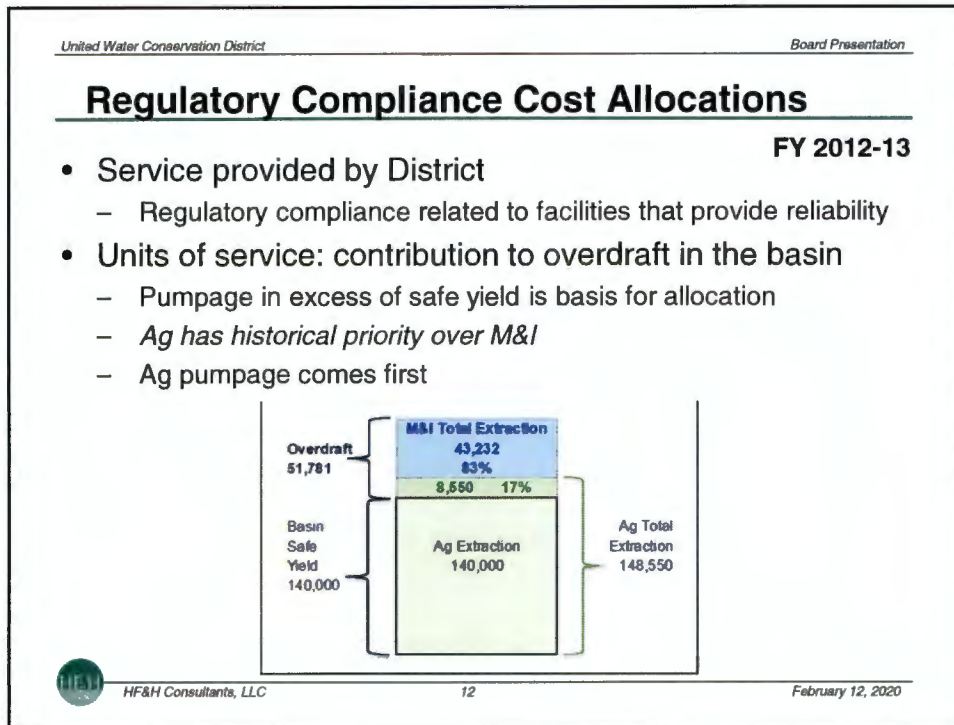 United Water Conservation District
Board Presentation
Regulatory Compliance Cost Allocations
FY 2012-13
• Service provided by District
– Regulatory compliance related to facilities that provide reliability
• Units of service: contribution to overdraft in the basin
– Pumpage in excess of safe yield is basis for allocation
– Ag has historical priority over M&I
– Ag pumpage comes first
Overdraft
51,781
M&I Total Extraction
43,232
83%
8,550 17%
Basin
Safe
Yield
140,000
Ag Extraction
140,000
Ag Total
Extraction
148,550
HF&H
HF&H Consultants, LLC
12
February 12, 2020